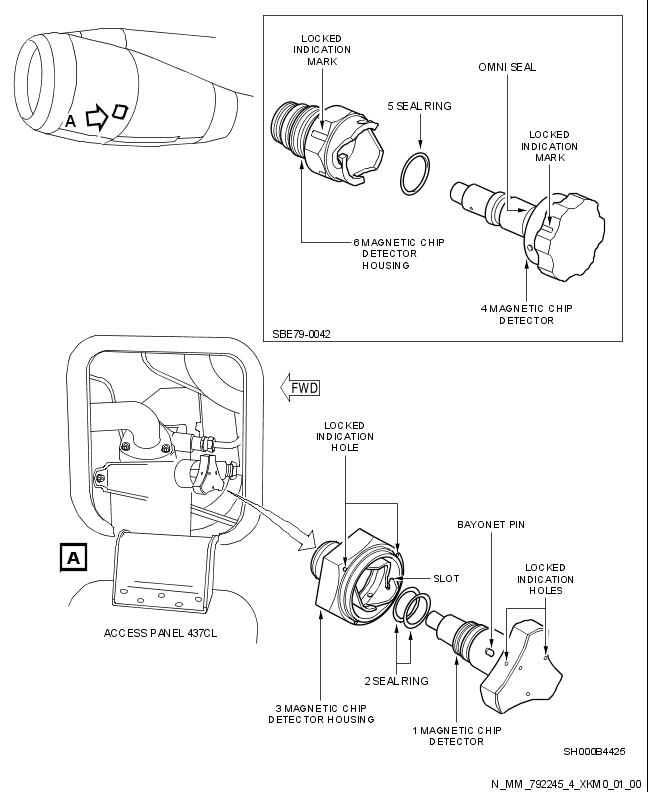 LOCKED
INDICATION
MARK
OMNI SEAL
5 SEAL RING
LOCKED
INDICATION
MARK
A
6 MAGNETIC CHIP
DETECTOR
HOUSING
4 MAGNETIC CHIP
DETECTOR
SBE79-0042
FWD
LOCKED
INDICATION
HOLE
BAYONET PIN
A
SLOT
LOCKED
INDICATION
HOLES
ACCESS PANEL 437CL
2 SEAL RING
3 MAGNETIC CHIP
DETECTOR HOUSING
1 MAGNETIC CHIP
DETECTOR
SH000B4425
N_MM_792245_4_XKM0_01_00